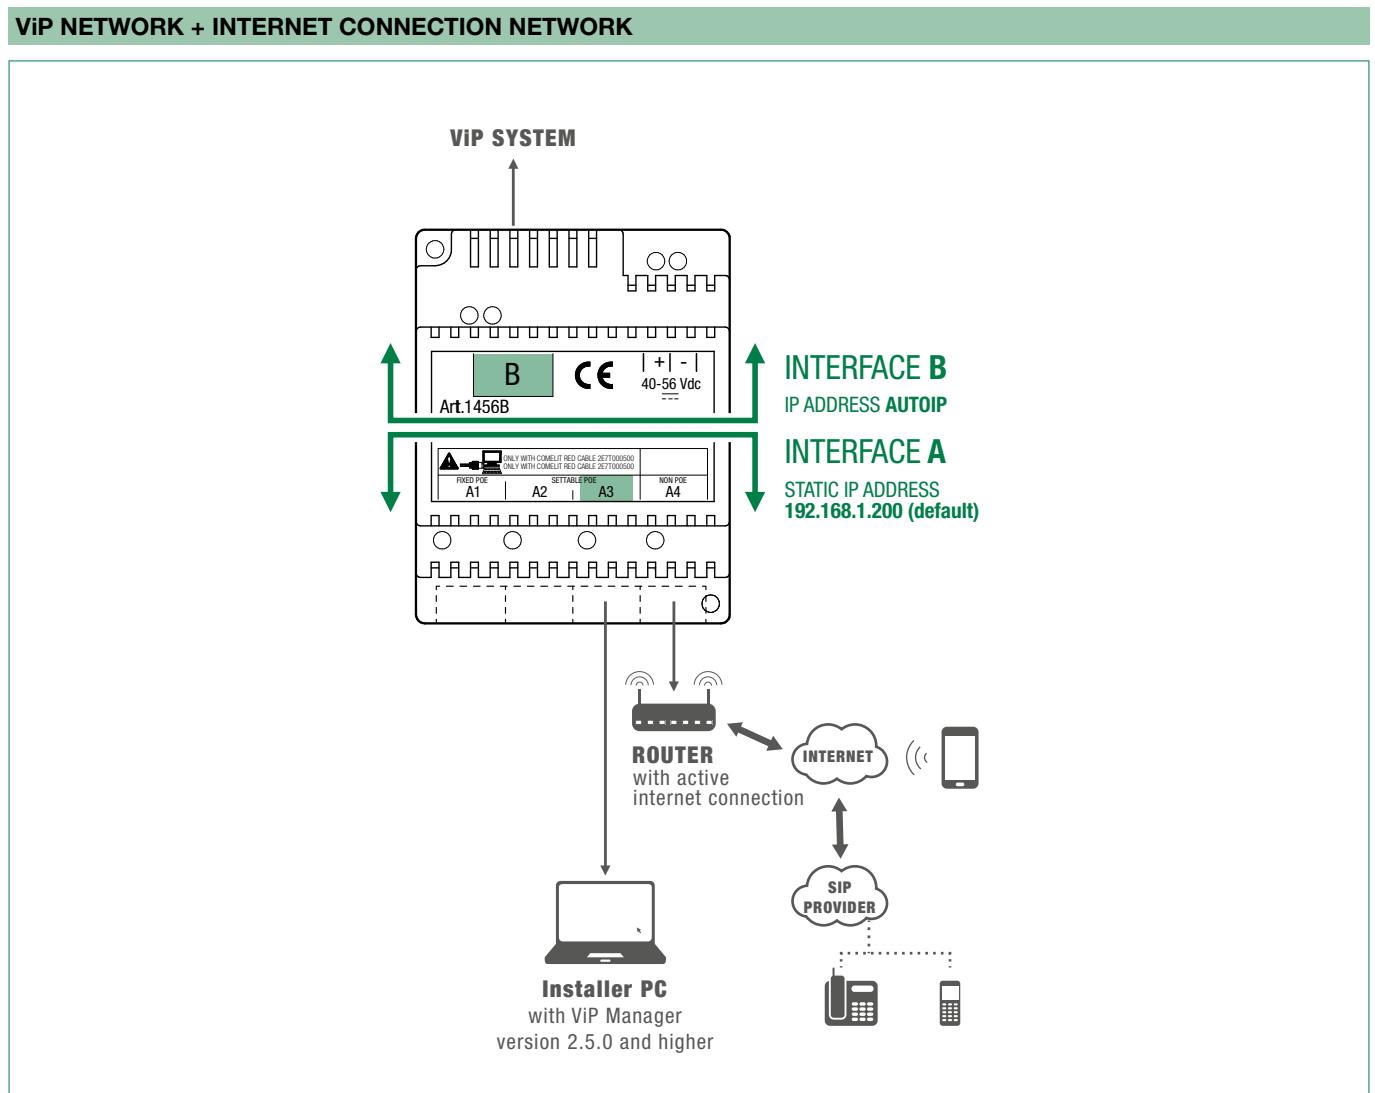 ViP NETWORK + INTERNET CONNECTION NETWORK
ViP SYSTEM
B
CE
+ -
40-56 Vdc
Art.1456B
INTERFACE B
IP ADDRESS AUTOIP
INTERFACE A
STATIC IP ADDRESS
192.168.1.200 (default)
ONLY WITH COMELIT RED CABLE 2E7T000500
ONLY WITH COMELIT RED CABLE 2E7T000500
FIXED POE SETTABLE POE NON POE
A1 A2 A3 A4
ROUTER
with active
internet connection
INTERNET
SIP
PROVIDER
Installer PC
with ViP Manager
version 2.5.0 and higher